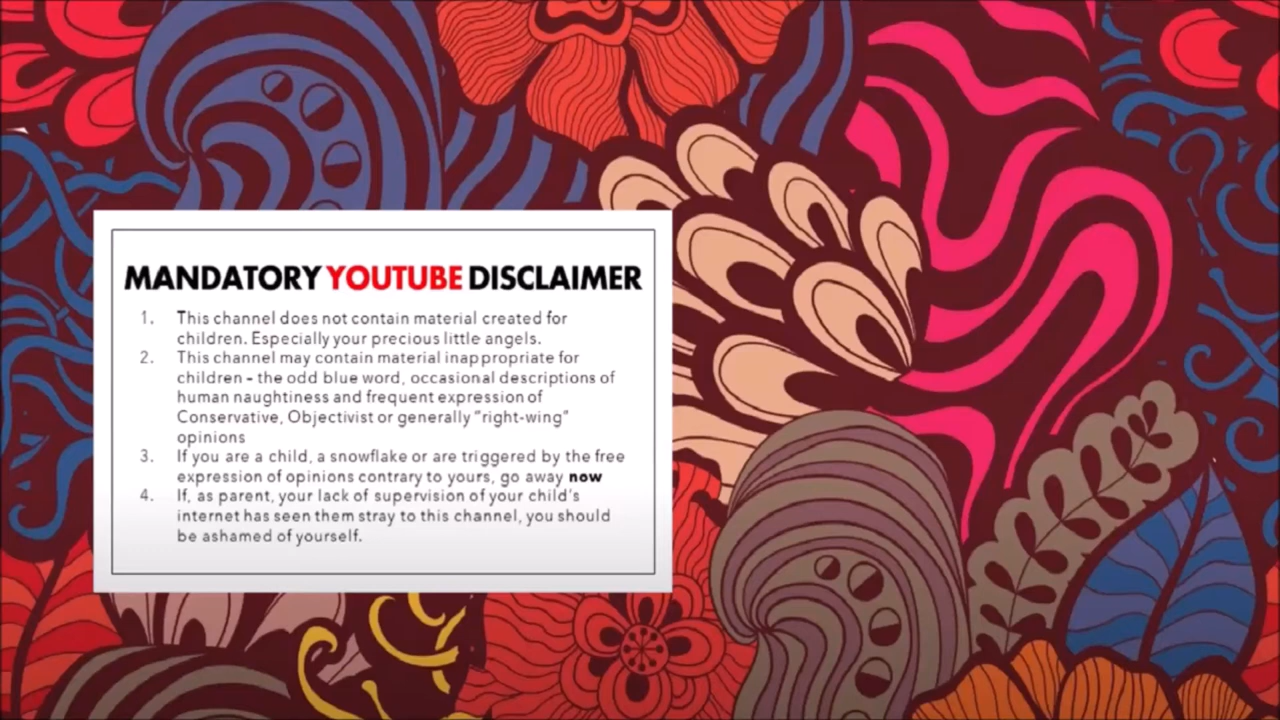 MANDATORY YOUTUBE DISCLAIMER
1. This channel does not contain material created for
children. Especially your precious little angels.
2. This channel may contain material inappropriate for
children – the odd blue word, occasional descriptions of
human naughtiness and frequent expression of
Conservative, Objectivist or generally "right-wing"
opinions
3. If you are a child, a snowflake or are triggered by the free
expression of opinions contrary to yours, go away now
4. If, as parent, your lack of supervision of your child's
internet has seen them stray to this channel, you should
be ashamed of yourself.